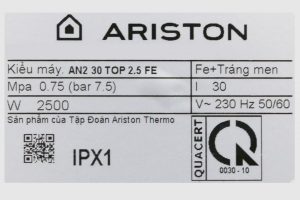 ARISTON
Kiểu máy. AN2 30 TOP 2.5 FE
Fe+Tráng men
Mpa 0.75 (bar 7.5)
l 30
W 2500
V~ 230 Hz 50/60
Sản phẩm của Tập Đoàn Ariston Thermo
IPX1
QUACERT
0030 - 10